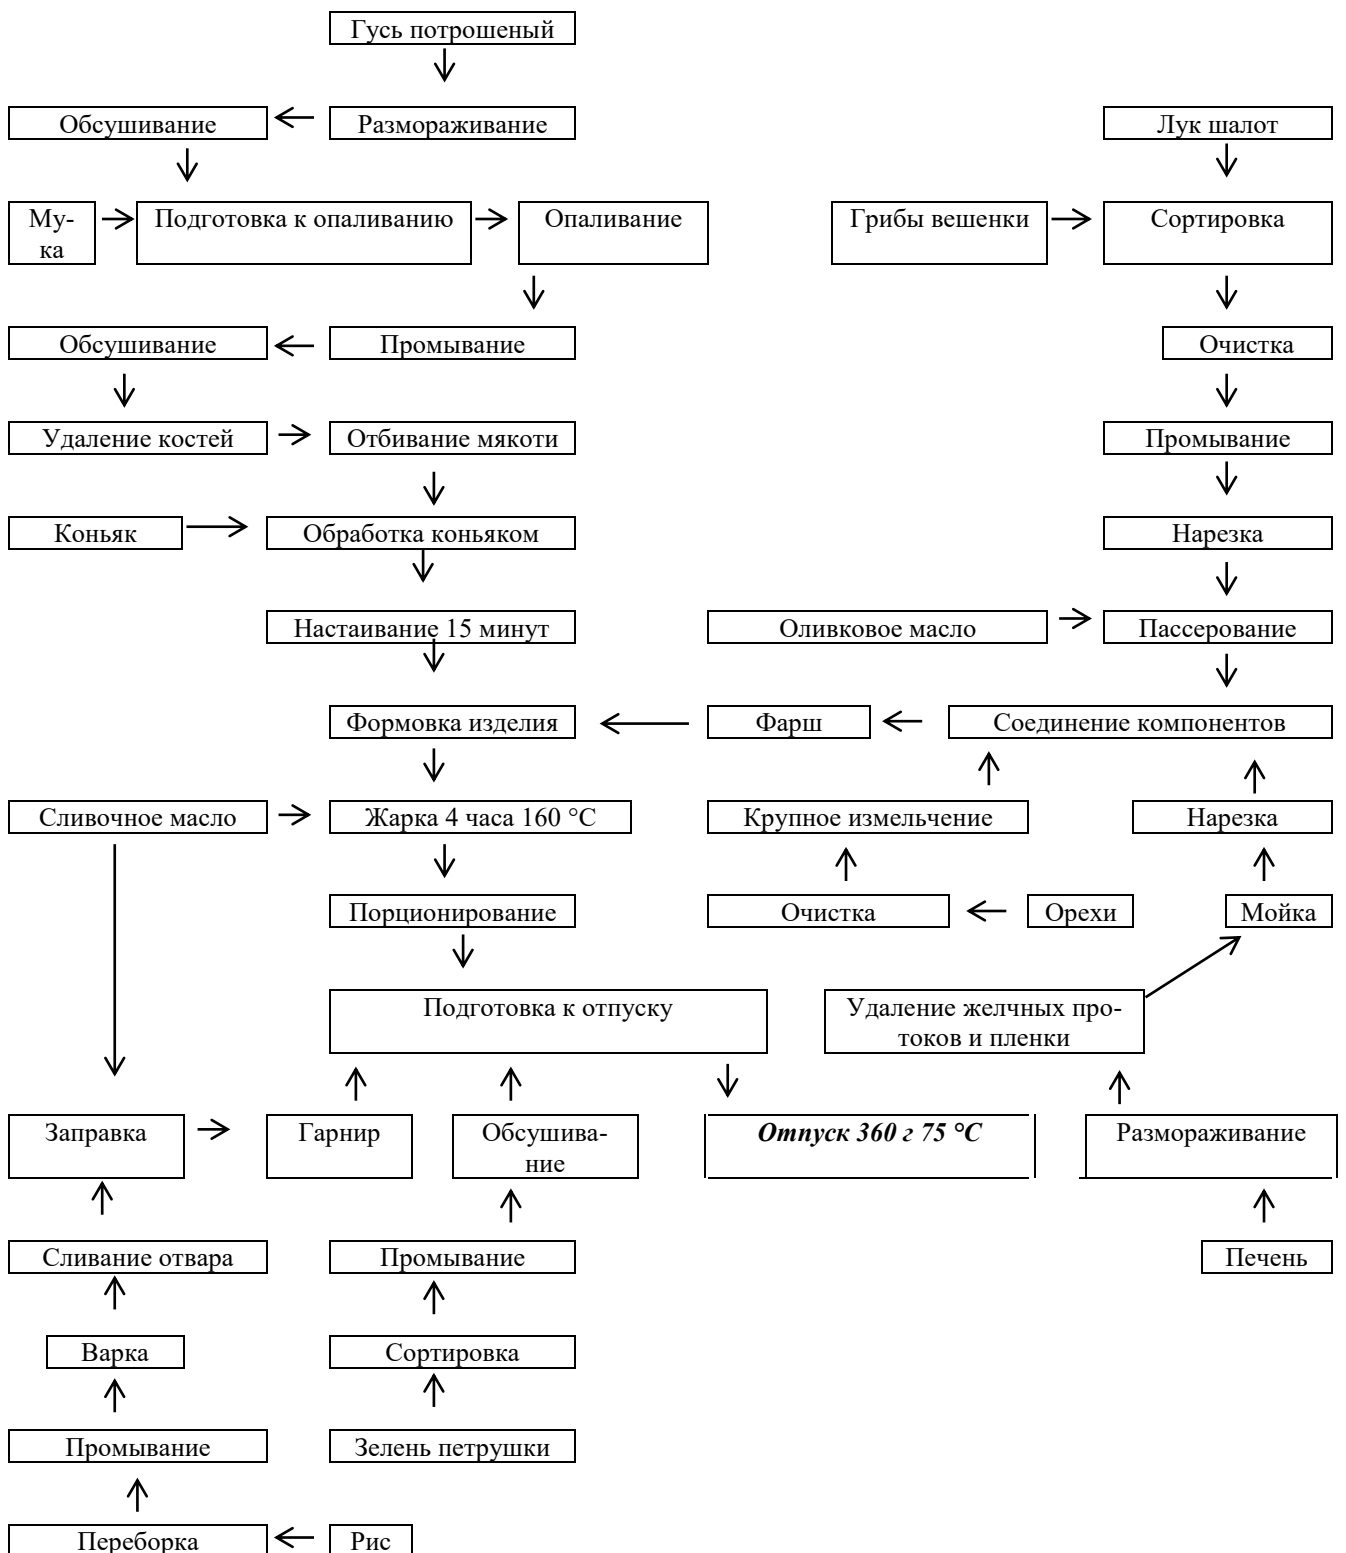 Гусь потрошеный
Обсушивание
Размораживание
Лук шалот
Му-
ка
Подготовка к опаливанию
Опаливание
Грибы вешенки
Сортировка
Обсушивание
Промывание
Очистка
Удаление костей
Отбивание мякоти
Промывание
Коньяк
Обработка коньяком
Нарезка
Настаивание 15 минут
Оливковое масло
Пассерование
Формовка изделия
Фарш
Соединение компонентов
Сливочное масло
Жарка 4 часа 160 °С
Крупное измельчение
Нарезка
Порционирование
Очистка
Орехи
Мойка
Подготовка к отпуску
Удаление желчных про-
токов и пленки
Заправка
Гарнир
Обсушива-
ние
Отпуск 360 г 75 °С
Размораживание
Сливание отвара
Промывание
Печень
Варка
Сортировка
Промывание
Зелень петрушки
Переборка
Рис